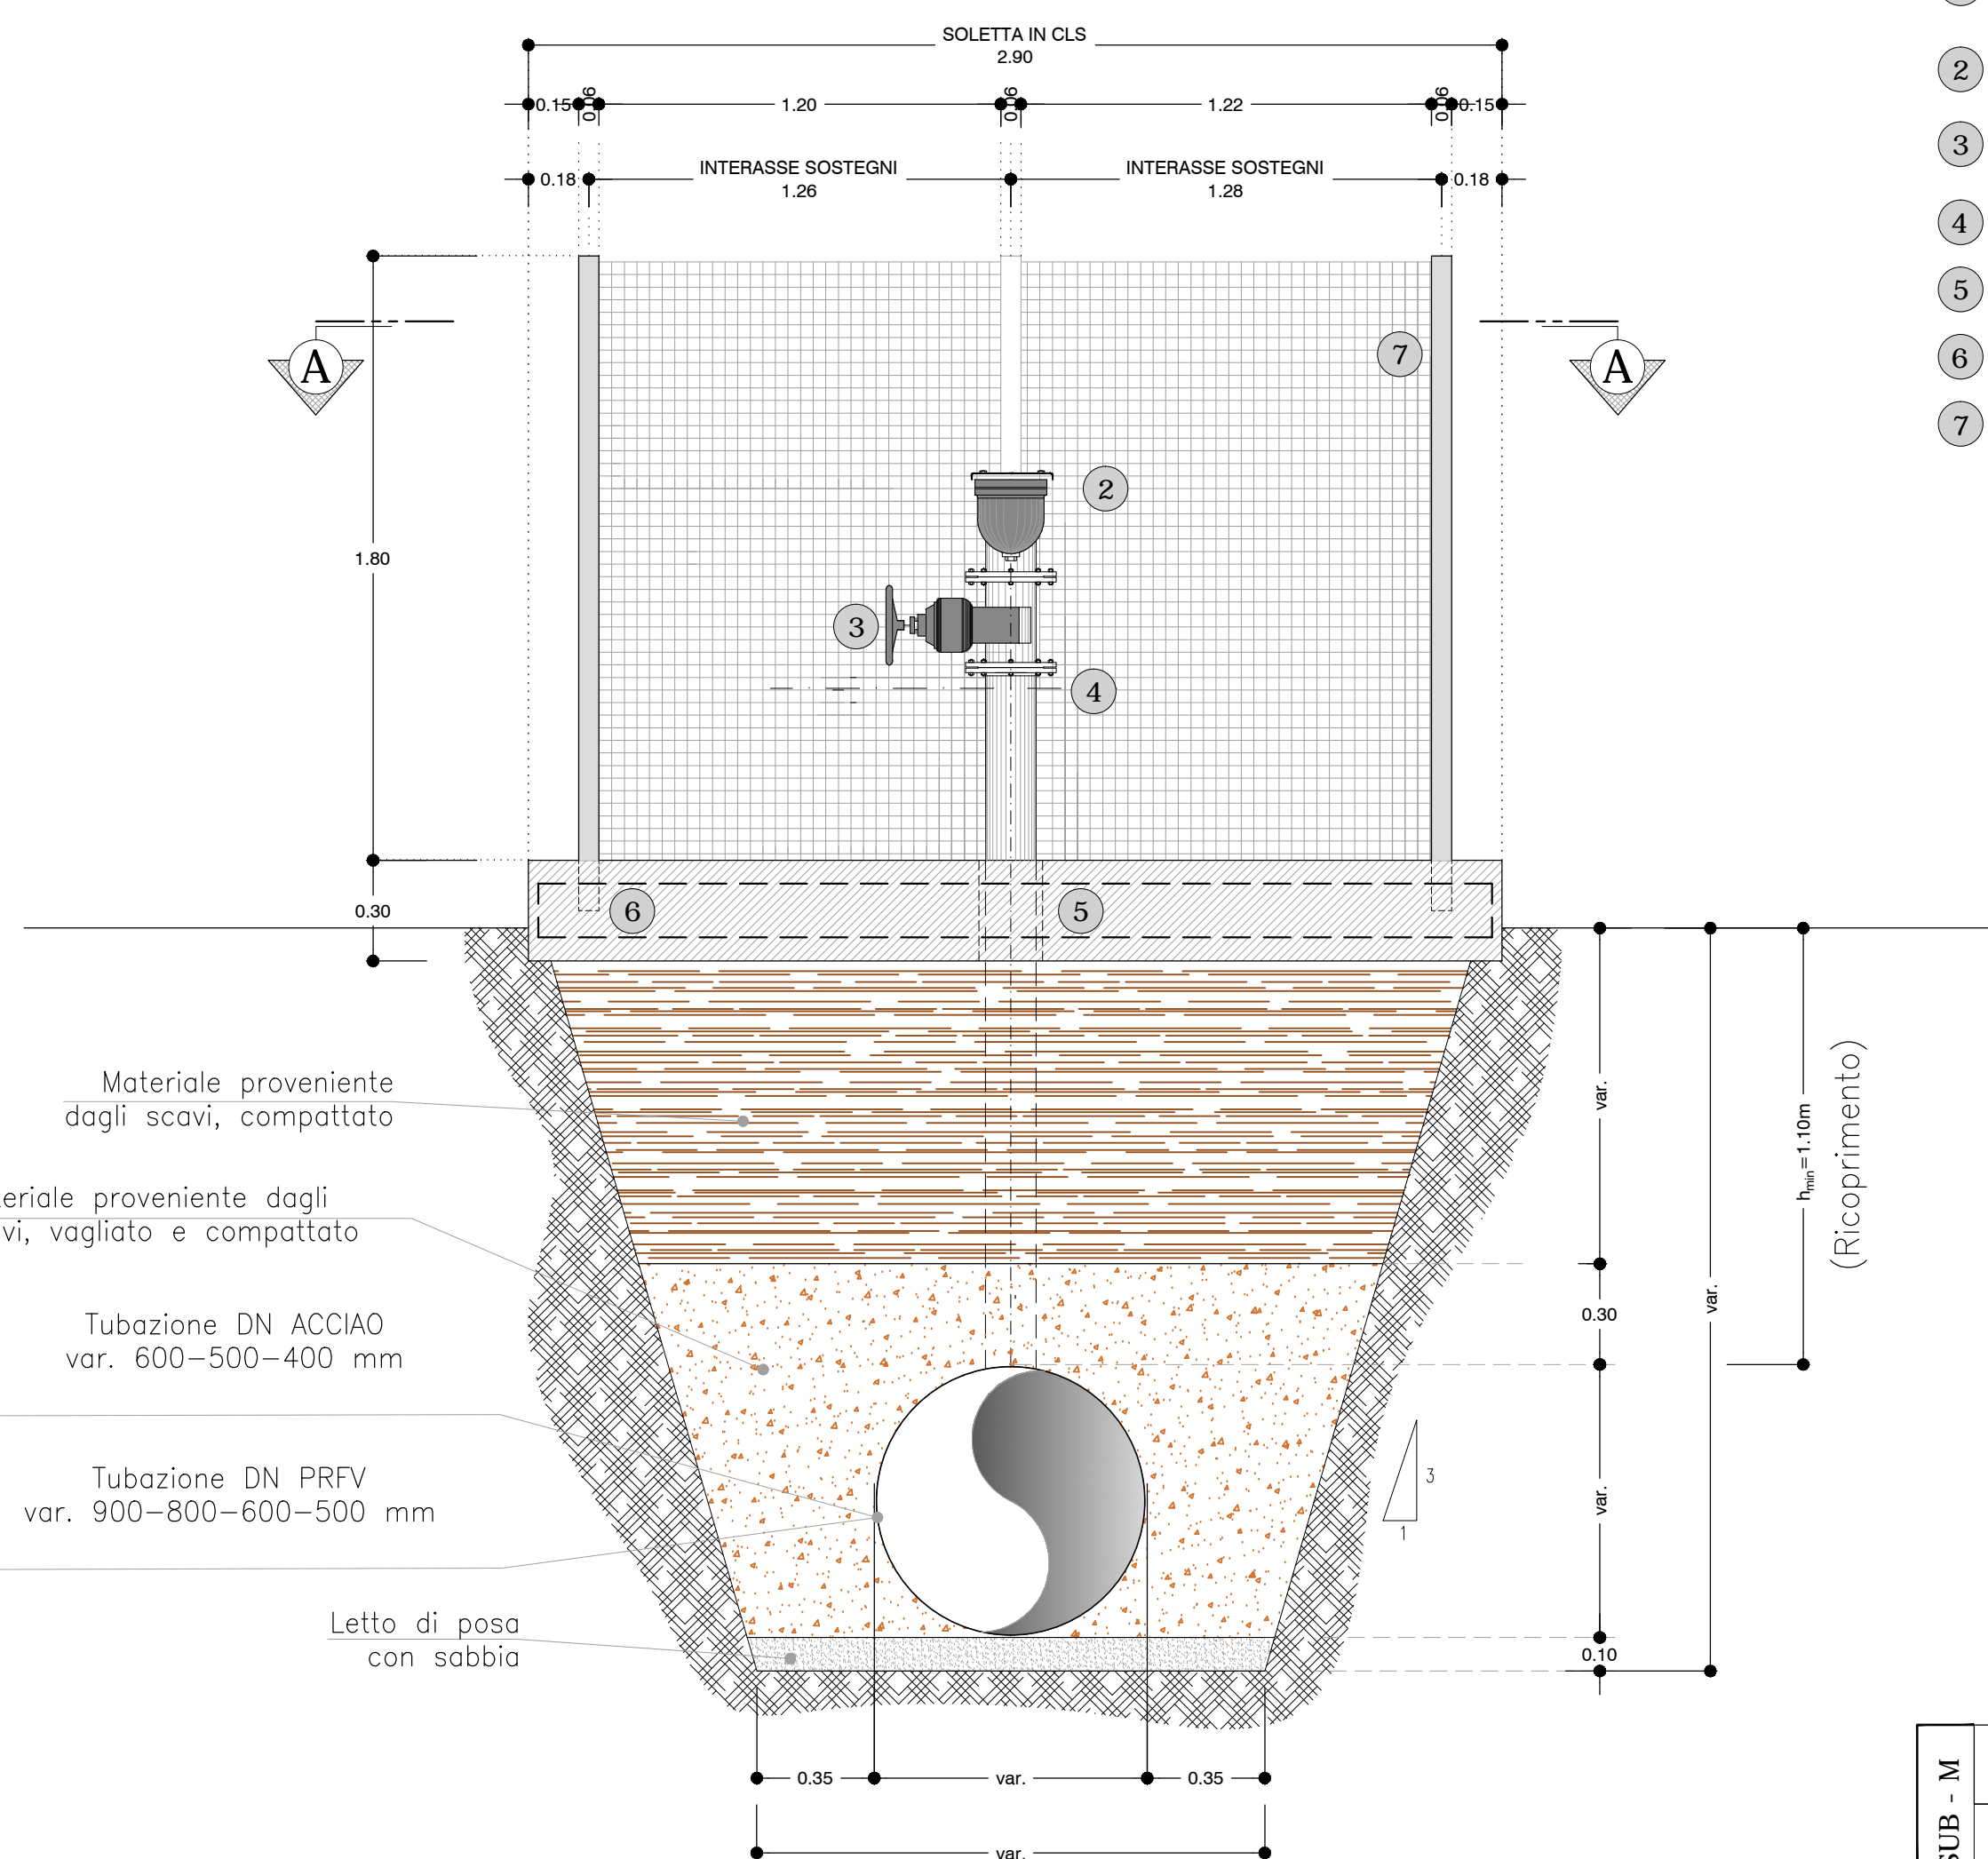 SOLETTA IN CLS
2.90
0.15 0.06 1.20 0.06 1.22 0.06 0.15
INTERASSE SOSTEGNI INTERASSE SOSTEGNI
0.18 1.26 1.28 0.18
2
3
4
5
6
7
A
A
7
2
1.80
3
4
0.30
6
5
Materiale proveniente
dagli scavi, compattato
eriale proveniente dagli
vi, vagliato e compattato
Tubazione DN ACCIAO
var. 600-500-400 mm
Tubazione DN PRFV
var. 900-800-600-500 mm
Letto di posa
con sabbia
var.
0.30
var.
0.10
var.
hmin=1.10m
(Ricoprimento)
3
1
0.35 var. 0.35
var.
SUB - M